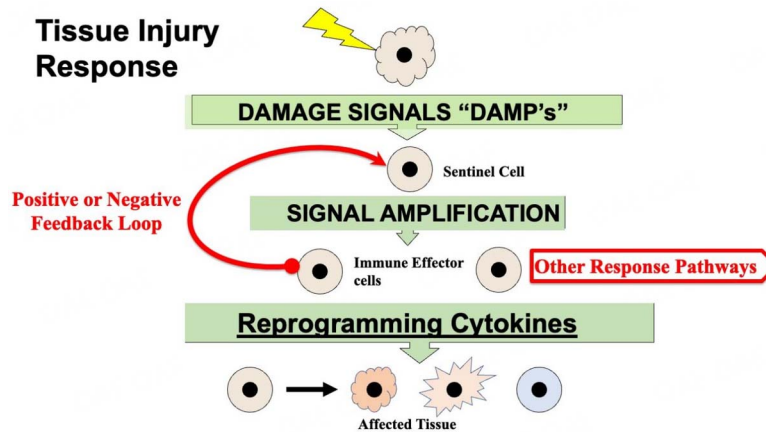 Tissue Injury
Response
DAMAGE SIGNALS “DAMP’s”
Sentinel Cell
Positive or Negative
Feedback Loop
SIGNAL AMPLIFICATION
Immune Effector
cells
Other Response Pathways
Reprogramming Cytokines
Affected Tissue